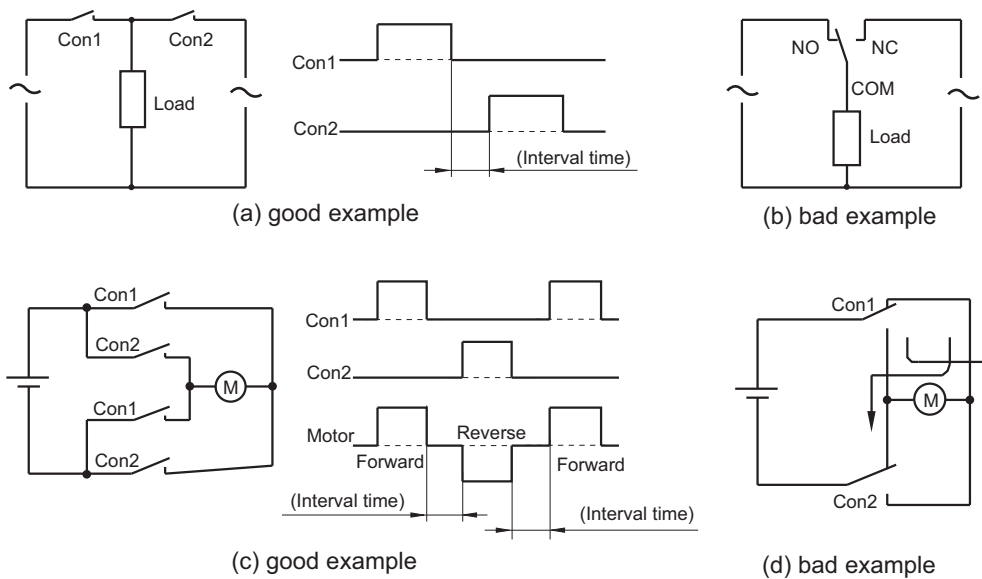 Con1
Con2
Load
Con1
Con2
(Interval time)
(a) good example
NO
NC
COM
Load
(b) bad example
Con1
Con2
Con1
Con2
M
Con1
Con2
Motor
Reverse
Forward
Forward
(Interval time)
(Interval time)
(c) good example
Con1
M
Con2
(d) bad example